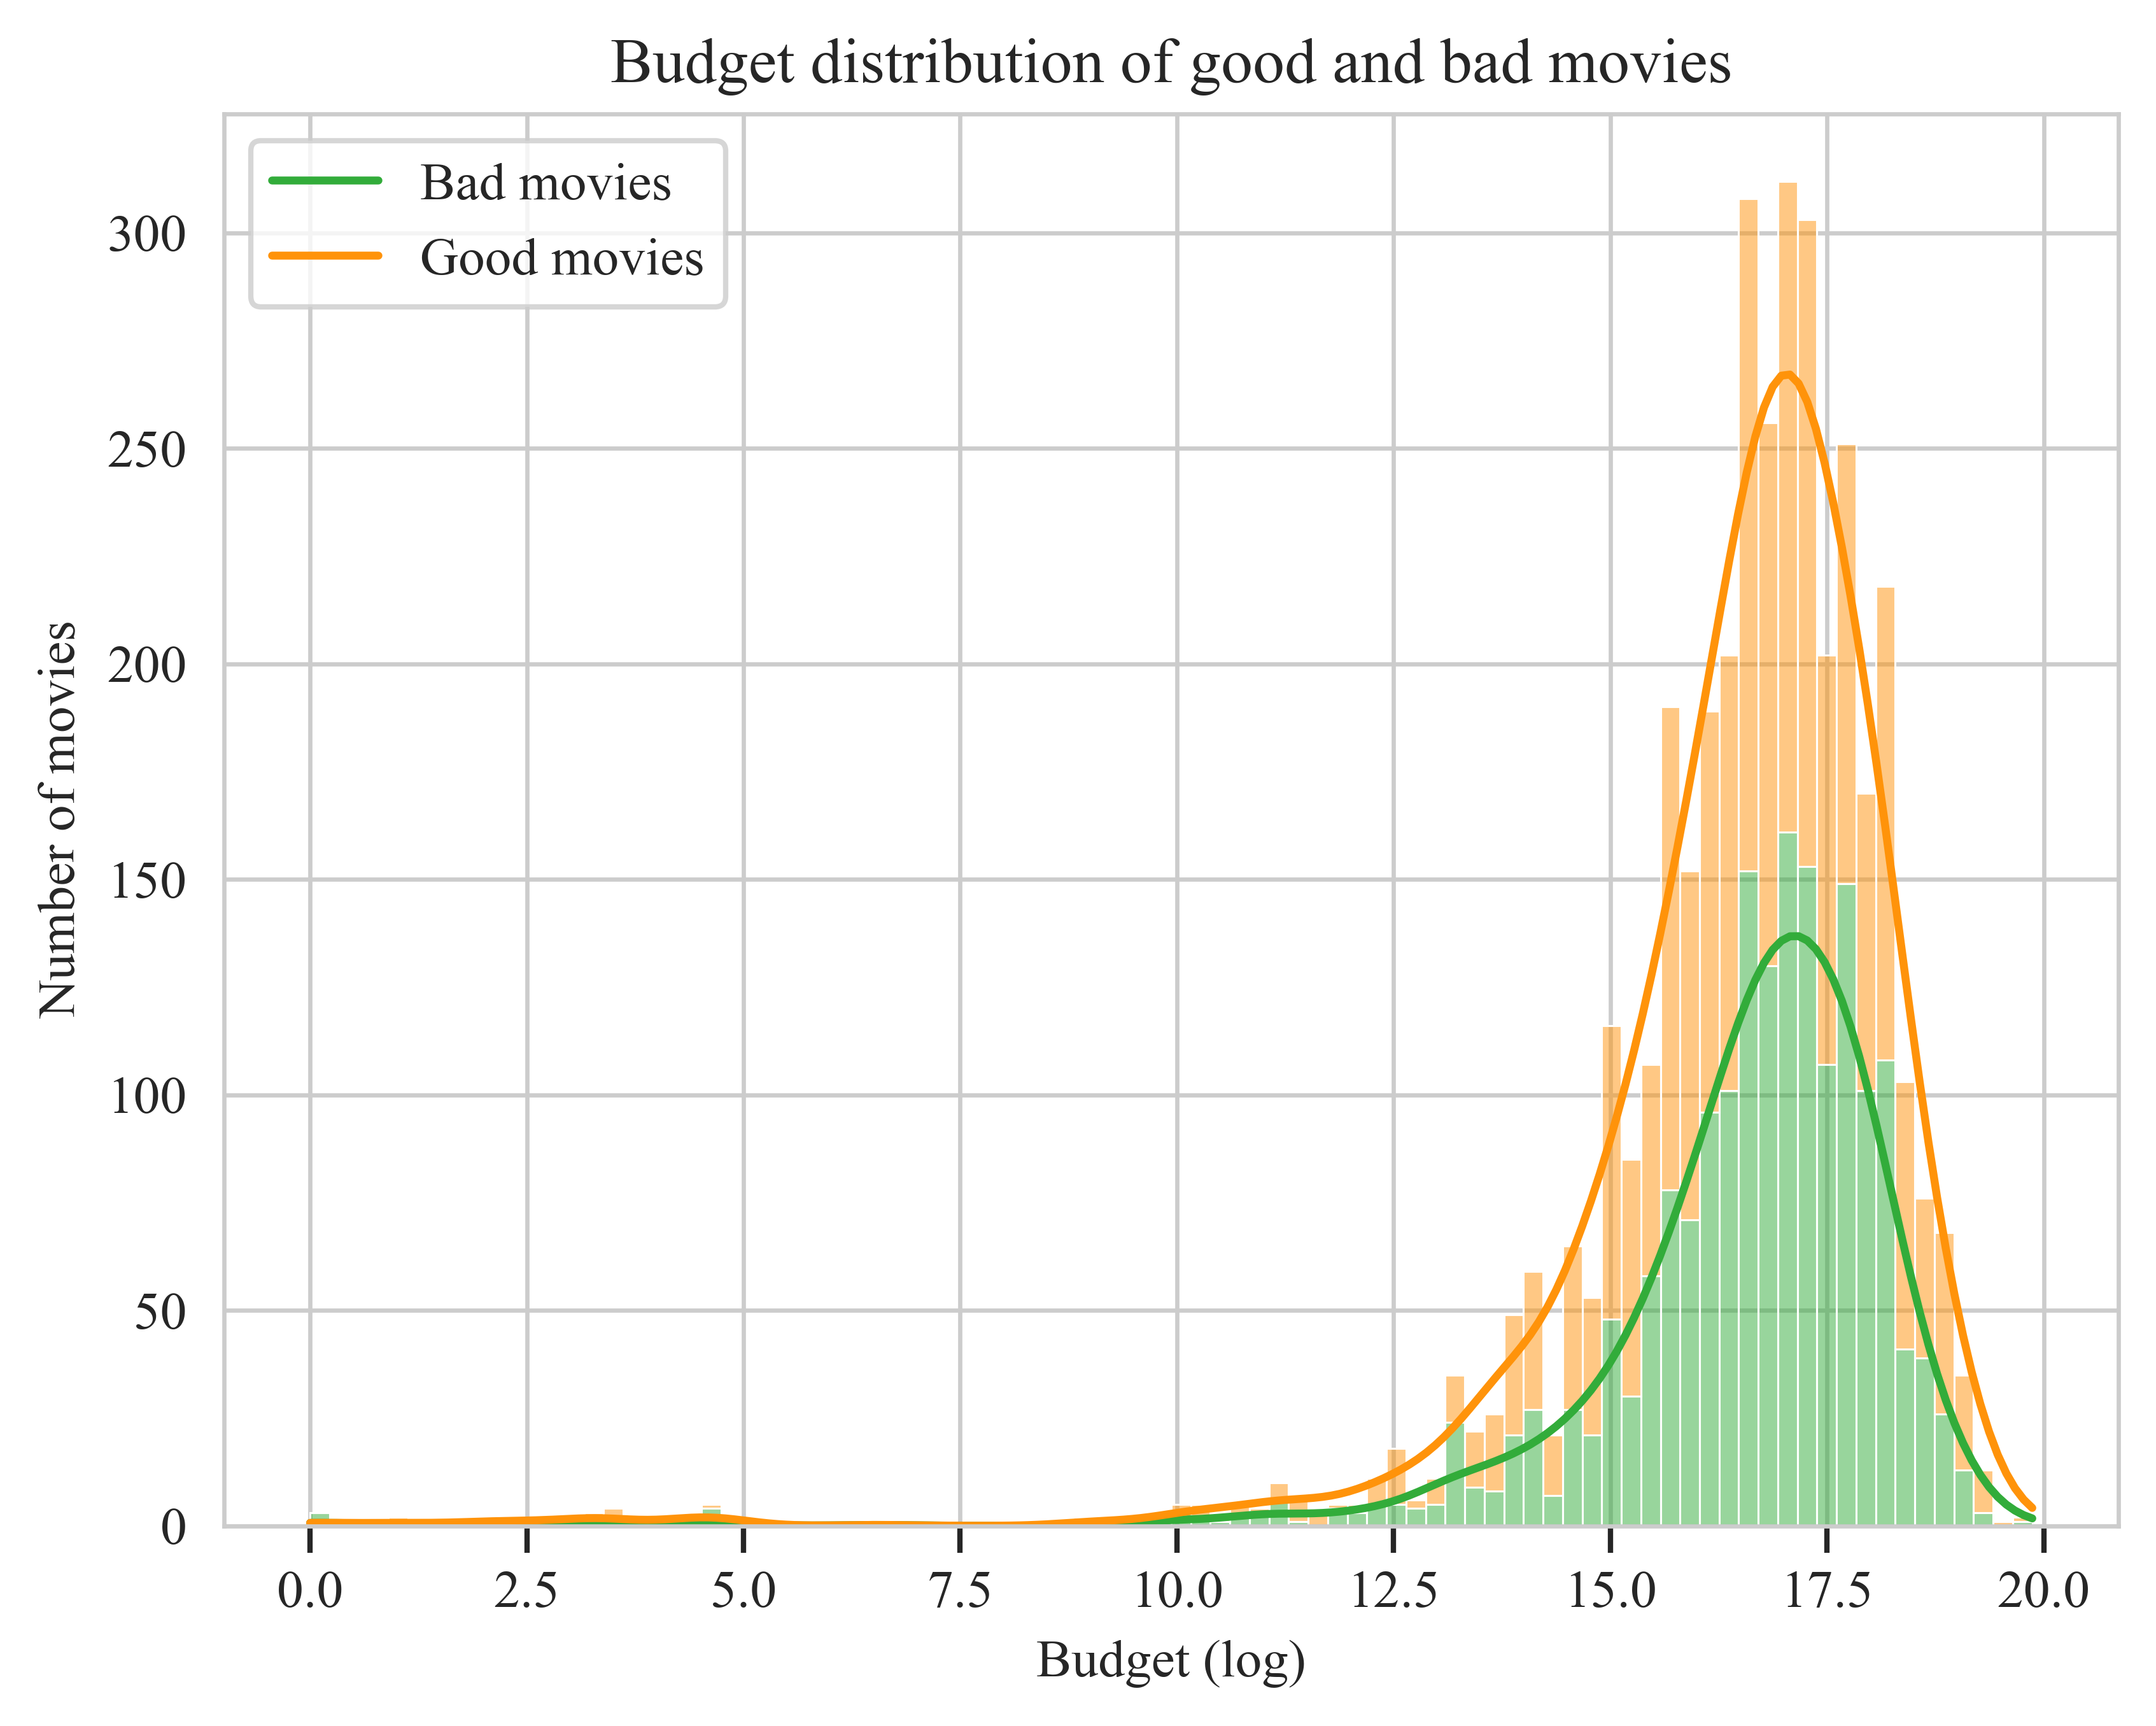 Budget distribution of good and bad movies
Bad movies
Good movies
300
250
200
150
100
50
0
Number of movies
0.0 2.5 5.0 7.5 10.0 12.5 15.0 17.5 20.0
Budget (log)